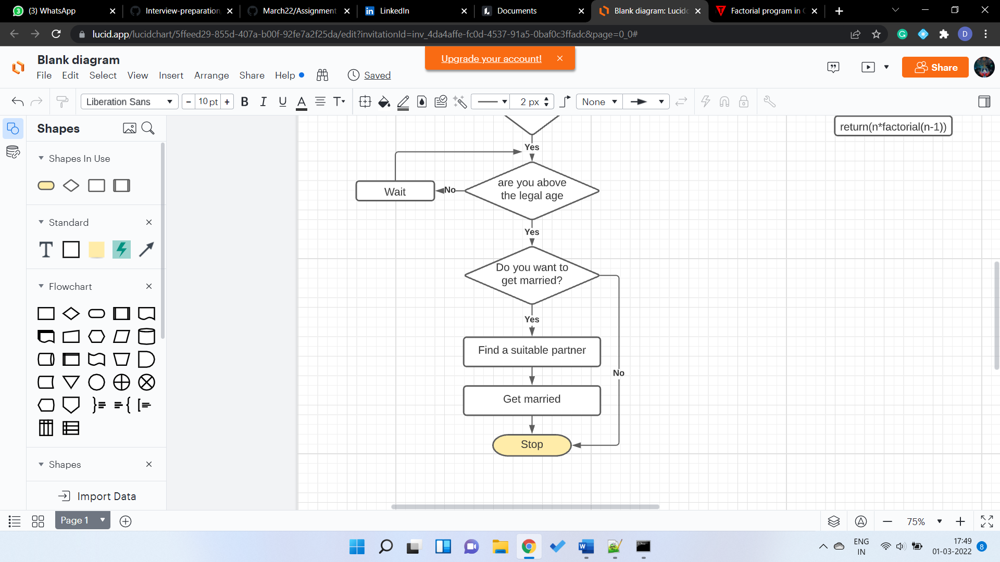 (3) WhatsApp
Interview-preparation
March22/Assignment
LinkedIn
Documents
Blank diagram: Lucidc
Factorial program in C
lucid.app/lucidchart/5ffeed29-855d-407a-b00f-92fe7a2f25da/edit?invitationId=inv_4da4affe-fc0d-4537-91a5-0baf0c3ffadc&page=0_0#
D
Blank diagram
Upgrade your account!
Share
File Edit Select View Insert Arrange Share Help
Saved
Liberation Sans
10 pt
2 px
None
Shapes
Shapes In Use
Standard
Flowchart
Shapes
Import Data
return(n*factorial(n-1))
Yes
are you above
the legal age
No
Wait
Yes
Do you want to
get married?
Yes
Find a suitable partner
No
Get married
Stop
Page 1
75%
ENG
IN
17:49
01-03-2022
8